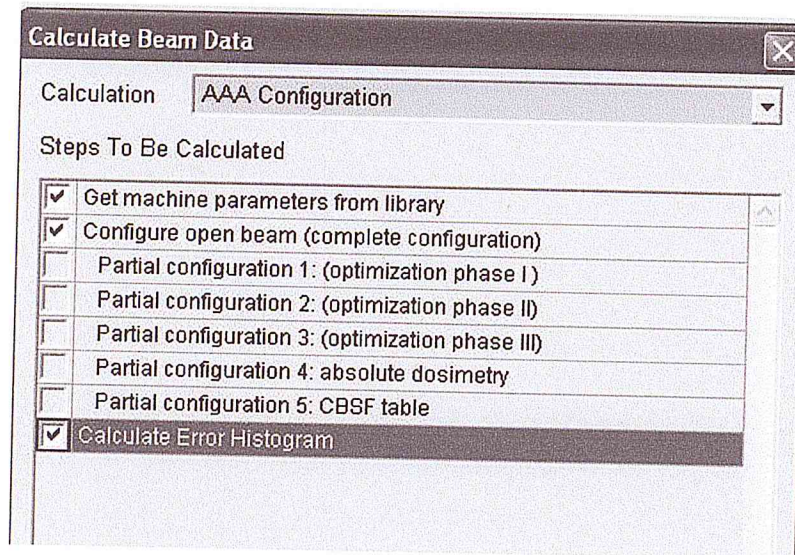 Calculate Beam Data
Calculation AAA Configuration
Steps To Be Calculated
Get machine parameters from library
Configure open beam (complete configuration)
Partial configuration 1: (optimization phase I)
Partial configuration 2: (optimization phase II)
Partial configuration 3: (optimization phase III)
Partial configuration 4: absolute dosimetry
Partial configuration 5: CBSF table
Calculate Error Histogram